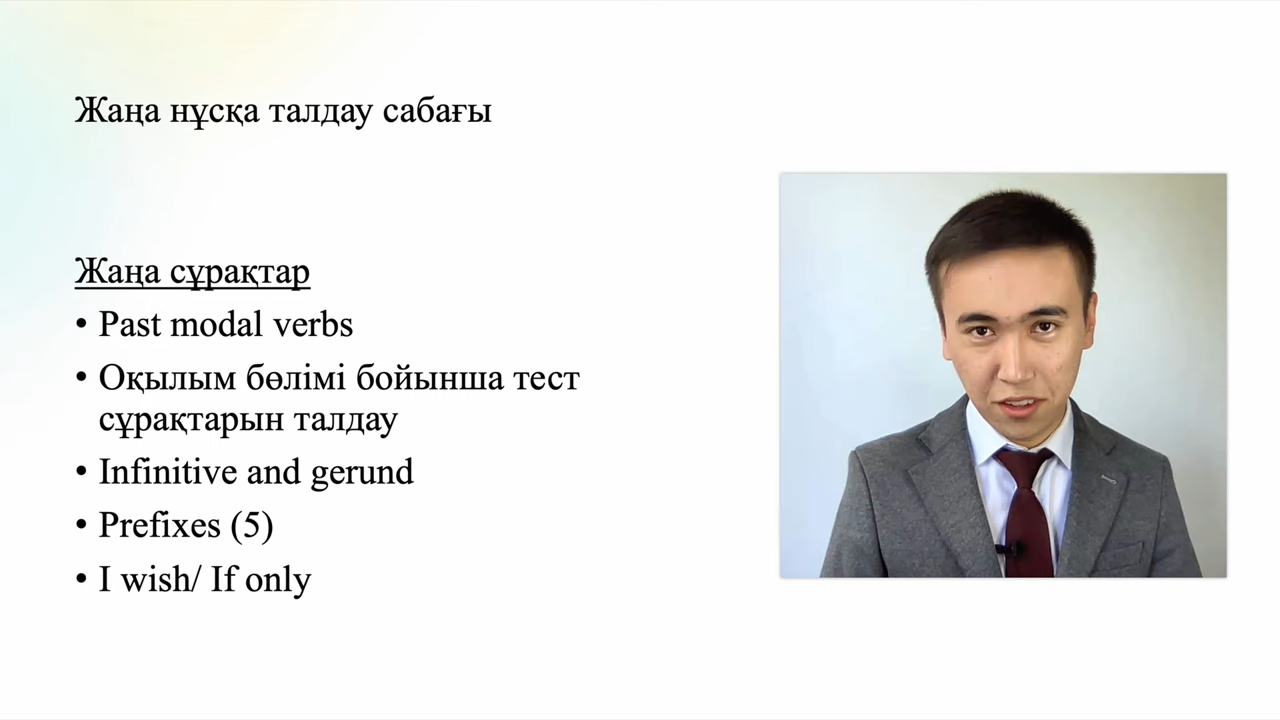 Жаңа нұсқа талдау сабағы
Жаңа сұрақтар
• Past modal verbs
• Оқылым бөлімі бойынша тест
сұрақтарын талдау
• Infinitive and gerund
• Prefixes (5)
• I wish/ If only